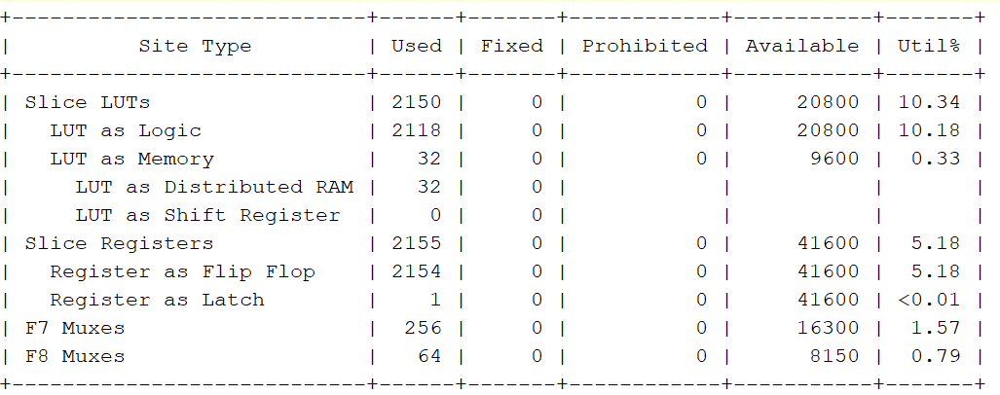 +----------------------------+------+-------+------------+-----------+-------+
|          Site Type         | Used | Fixed | Prohibited | Available | Util% |
+----------------------------+------+-------+------------+-----------+-------+
| Slice LUTs                 | 2150 |     0 |          0 |     20800 | 10.34 |
|   LUT as Logic             | 2118 |     0 |          0 |     20800 | 10.18 |
|   LUT as Memory            |   32 |     0 |          0 |      9600 |  0.33 |
|     LUT as Distributed RAM |   32 |     0 |            |           |       |
|     LUT as Shift Register  |    0 |     0 |            |           |       |
| Slice Registers            | 2155 |     0 |          0 |     41600 |  5.18 |
|   Register as Flip Flop    | 2154 |     0 |          0 |     41600 |  5.18 |
|   Register as Latch        |    1 |     0 |          0 |     41600 | <0.01 |
| F7 Muxes                   |  256 |     0 |          0 |     16300 |  1.57 |
| F8 Muxes                   |   64 |     0 |          0 |      8150 |  0.79 |
+----------------------------+------+-------+------------+-----------+-------+